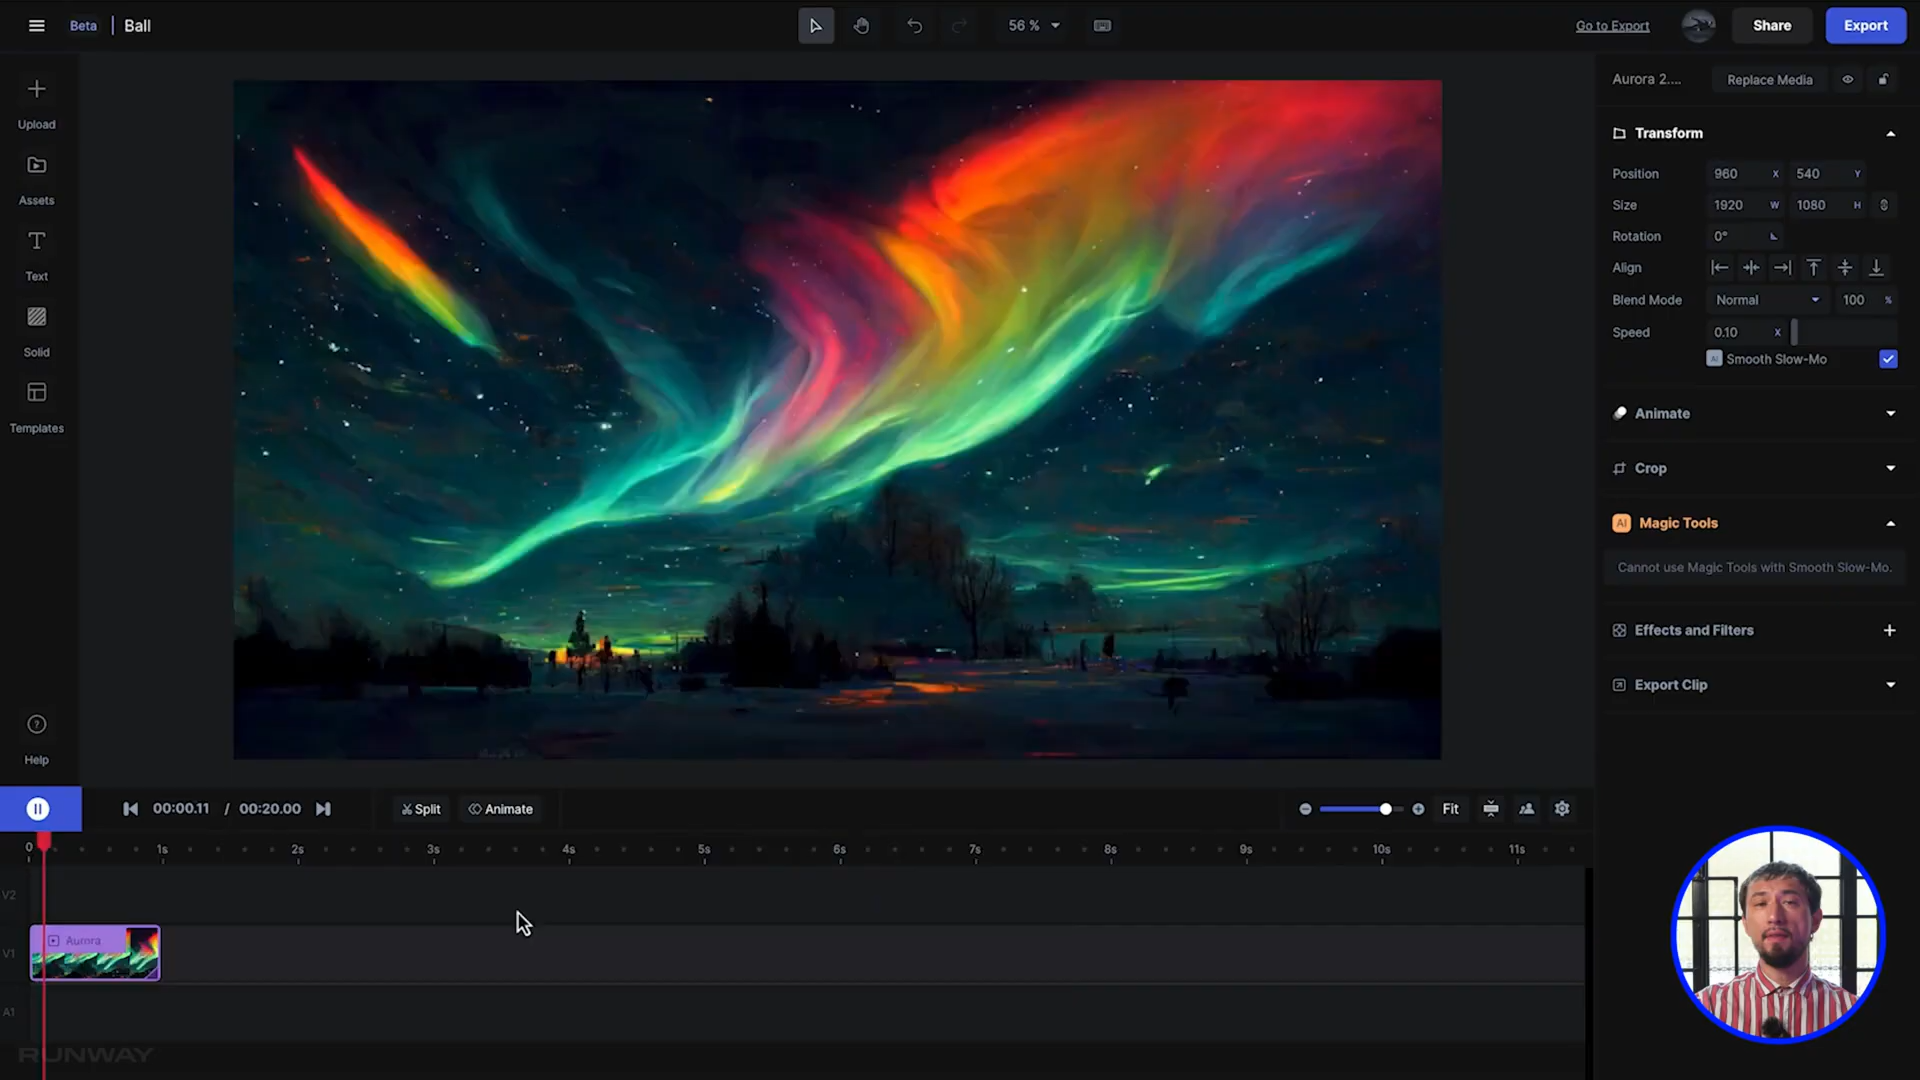 Beta | Ball
56 %
Go to Export
Share
Export
Upload
Assets
Text
Solid
Templates
Help
Aurora 2....
Replace Media
Transform
Position 960 X 540 Y
Size 1920 W 1080 H
Rotation 0°
Align
Blend Mode Normal 100 %
Speed 0.10 X
AI Smooth Slow-Mo
Animate
Crop
AI Magic Tools
Cannot use Magic Tools with Smooth Slow-Mo.
Effects and Filters
Export Clip
00:00.11 / 00:20.00
Split
Animate
Fit
0 1s 2s 3s 4s 5s 6s 7s 8s 9s 10s 11s
V2
V1
Aurora
A1
RUNWAY